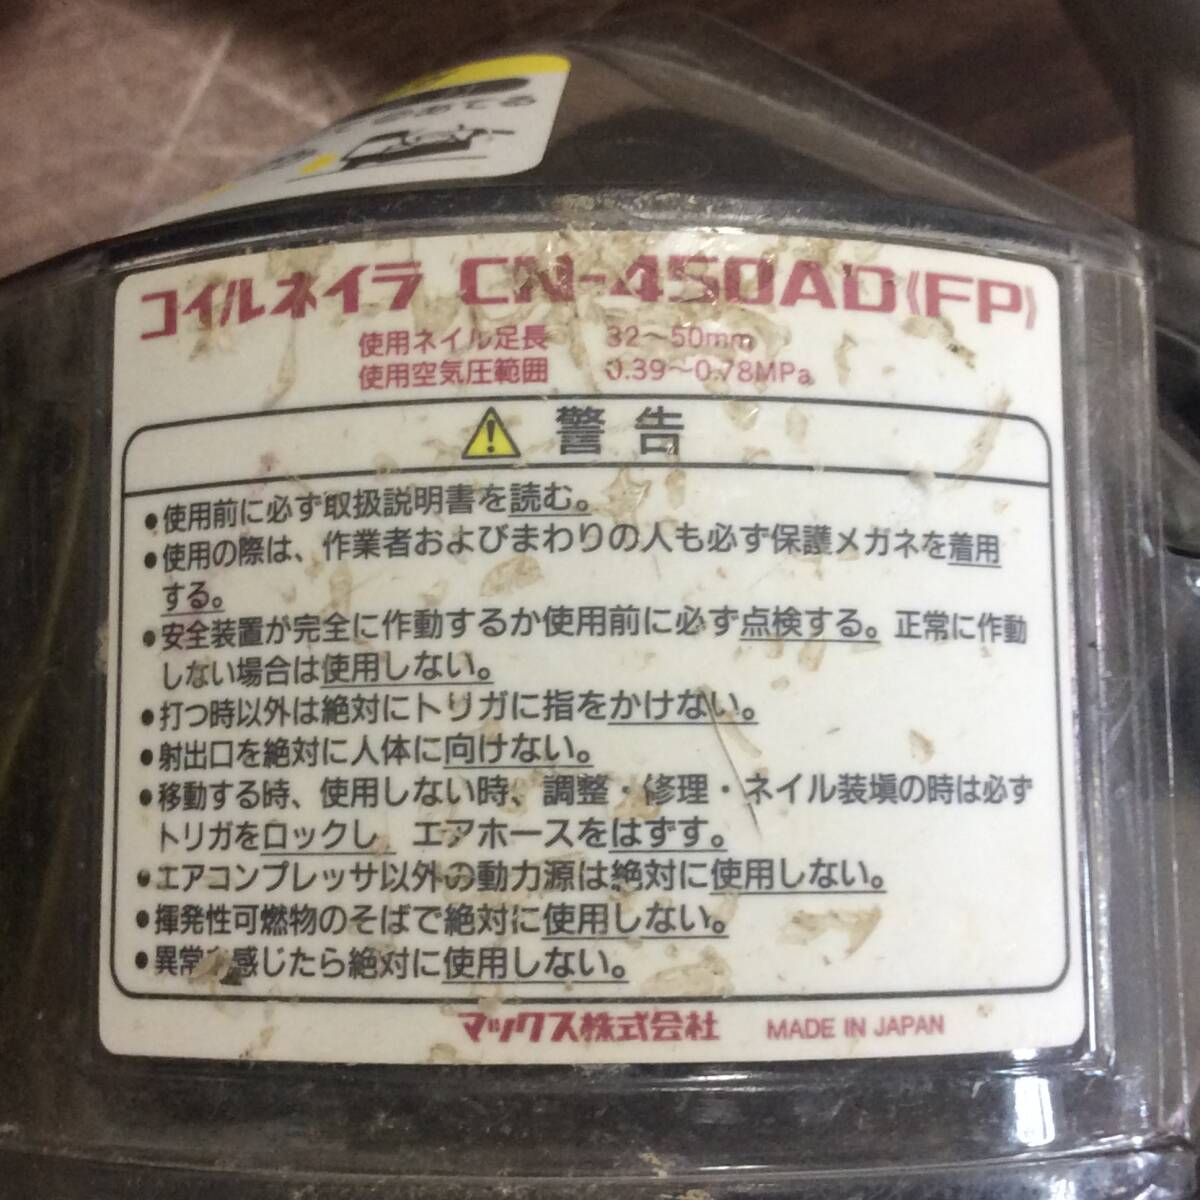 コイルネイラ CN-450AD《FP》
使用ネイル足長 32～50mm
使用空気圧範囲 0.39～0.78MPa
警告
●使用前に必ず取扱説明書を読む。
●使用の際は、作業者およびまわりの人も必ず保護メガネを着用
する。
●安全装置が完全に作動するか使用前に必ず点検する。正常に作動
しない場合は使用しない。
●打つ時以外は絶対にトリガに指をかけない。
●射出口を絶対に人体に向けない。
●移動する時、使用しない時、調整・修理・ネイル装塡の時は必ず
トリガをロックし エアホースをはずす。
●エアコンプレッサ以外の動力源は絶対に使用しない。
●揮発性可燃物のそばで絶対に使用しない。
●異常を感じたら絶対に使用しない。
マックス株式会社 MADE IN JAPAN